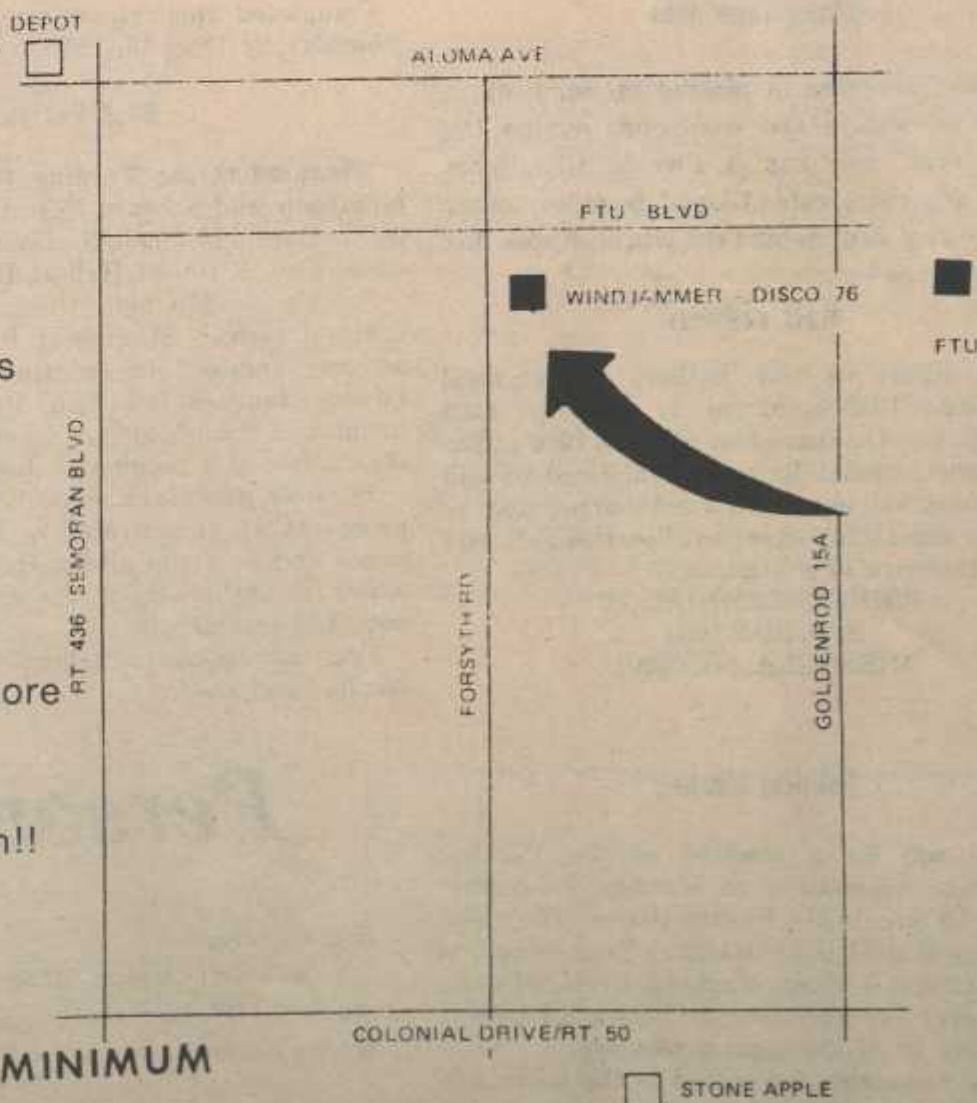 DEPOT
ALOMA AVE
FTU BLVD
WINDJAMMER - DISCO 76
FTU
s
RT 436 SEMORAN BLVD
FORSYTH RD
GOLDENROD 15A
ore
n!!
COLONIAL DRIVE/RT. 50
MINIMUM
STONE APPLE